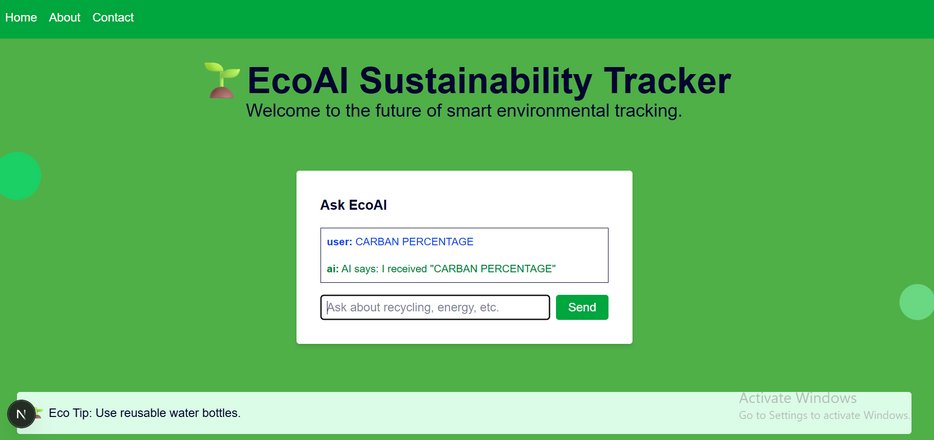 Home About Contact
EcoAI Sustainability Tracker
Welcome to the future of smart environmental tracking.
Ask EcoAI
user: CARBAN PERCENTAGE
ai: AI says: I received "CARBAN PERCENTAGE"
Ask about recycling, energy, etc.
Send
Activate Windows
Go to Settings to activate Windows.
N
Eco Tip: Use reusable water bottles.